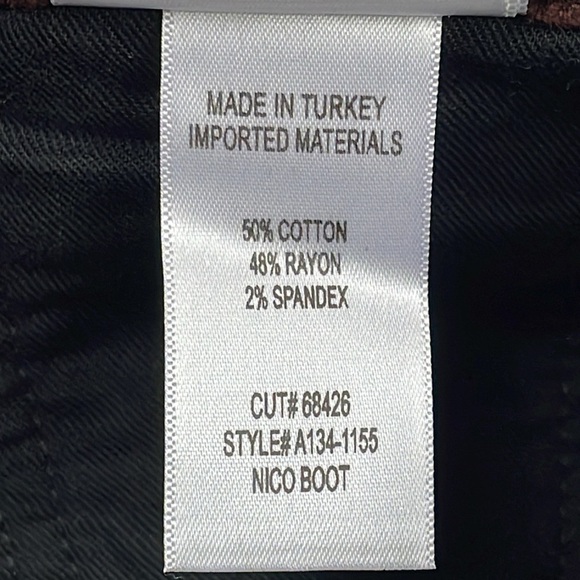 MADE IN TURKEY
IMPORTED MATERIALS
50% COTTON
48% RAYON
2% SPANDEX
CUT# 68426
STYLE# A134-1155
NICO BOOT